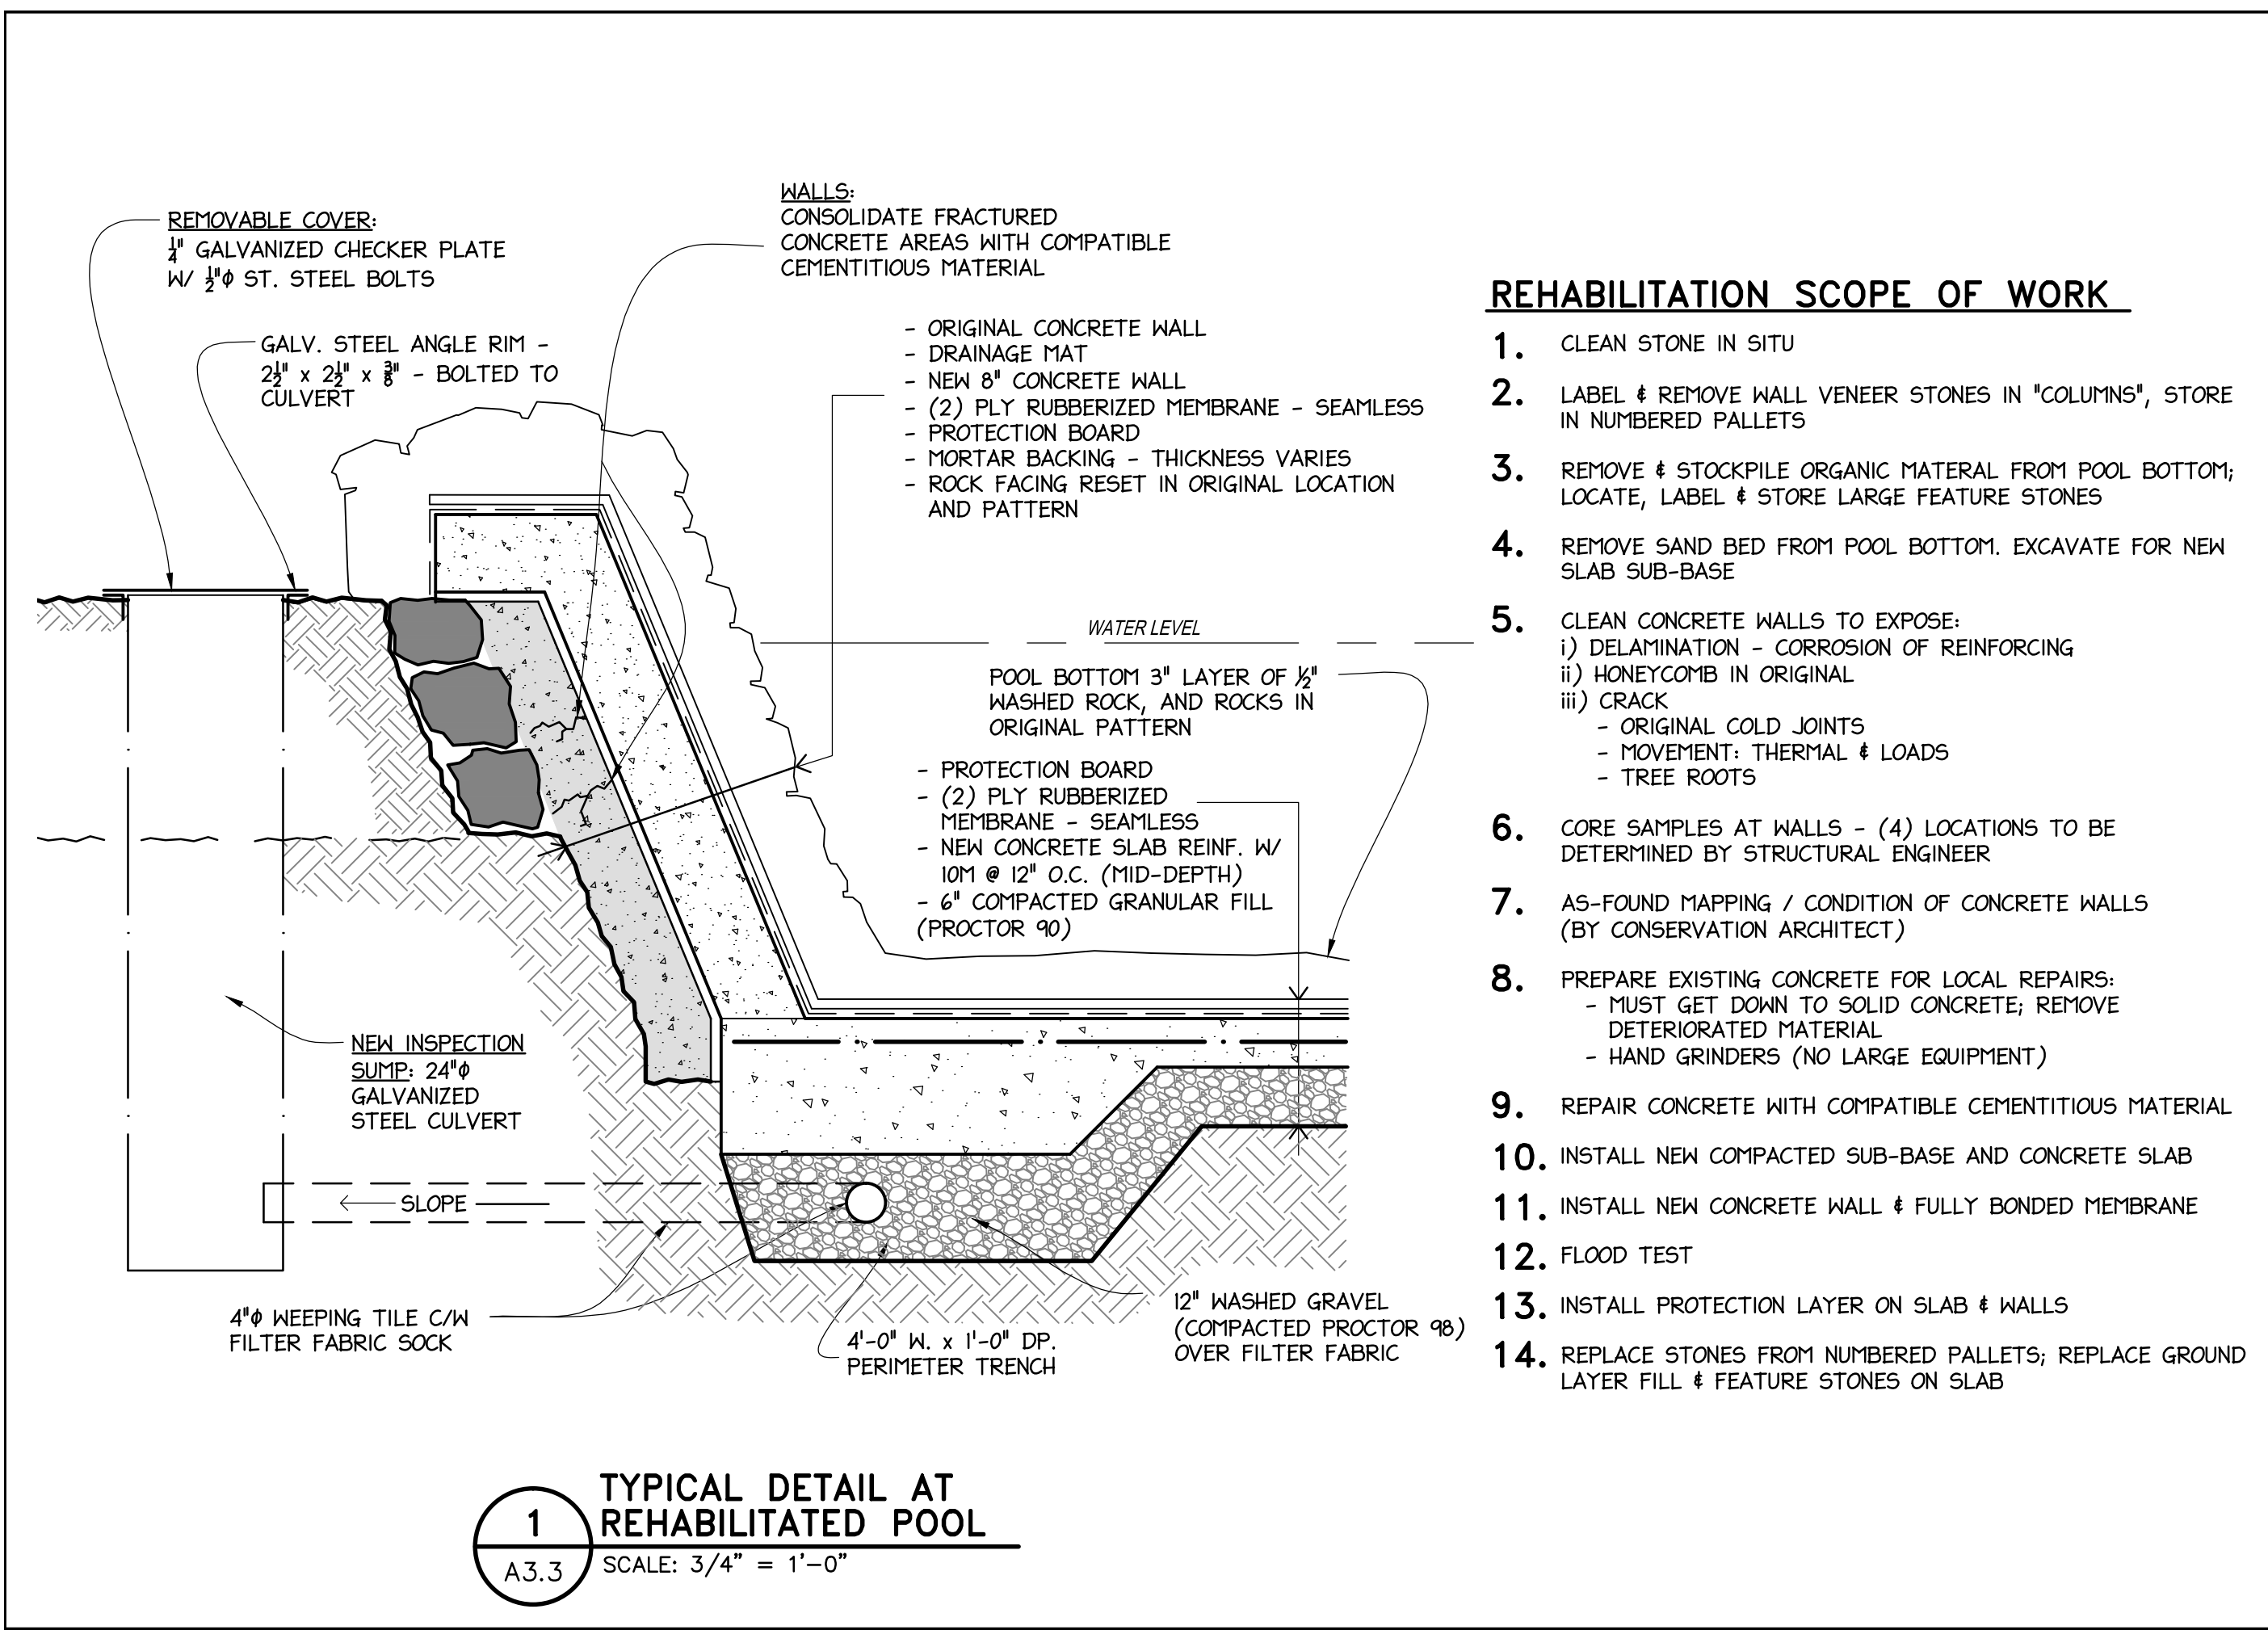 REMOVABLE COVER:
1/4" GALVANIZED CHECKER PLATE
W/ 1/2"ϕ ST. STEEL BOLTS
GALV. STEEL ANGLE RIM -
2 1/2" x 2 1/2" x 3/8" - BOLTED TO
CULVERT
WALLS:
CONSOLIDATE FRACTURED
CONCRETE AREAS WITH COMPATIBLE
CEMENTITIOUS MATERIAL
- ORIGINAL CONCRETE WALL
- DRAINAGE MAT
- NEW 8" CONCRETE WALL
- (2) PLY RUBBERIZED MEMBRANE - SEAMLESS
- PROTECTION BOARD
- MORTAR BACKING - THICKNESS VARIES
- ROCK FACING RESET IN ORIGINAL LOCATION
AND PATTERN
WATER LEVEL
POOL BOTTOM 3" LAYER OF ½"
WASHED ROCK, AND ROCKS IN
ORIGINAL PATTERN
- PROTECTION BOARD
- (2) PLY RUBBERIZED
MEMBRANE - SEAMLESS
- NEW CONCRETE SLAB REINF. W/
10M @ 12" O.C. (MID-DEPTH)
- 6" COMPACTED GRANULAR FILL
(PROCTOR 90)
NEW INSPECTION
SUMP: 24"ϕ
GALVANIZED
STEEL CULVERT
SLOPE
4"ϕ WEEPING TILE C/W
FILTER FABRIC SOCK
4'-0" W. x 1'-0" DP.
PERIMETER TRENCH
12" WASHED GRAVEL
(COMPACTED PROCTOR 98)
OVER FILTER FABRIC
1
A3.3
TYPICAL DETAIL AT
REHABILITATED POOL
SCALE: 3/4" = 1'-0"
REHABILITATION SCOPE OF WORK
1. CLEAN STONE IN SITU
2. LABEL & REMOVE WALL VENEER STONES IN "COLUMNS", STORE
IN NUMBERED PALLETS
3. REMOVE & STOCKPILE ORGANIC MATERAL FROM POOL BOTTOM;
LOCATE, LABEL & STORE LARGE FEATURE STONES
4. REMOVE SAND BED FROM POOL BOTTOM. EXCAVATE FOR NEW
SLAB SUB-BASE
5. CLEAN CONCRETE WALLS TO EXPOSE:
i) DELAMINATION - CORROSION OF REINFORCING
ii) HONEYCOMB IN ORIGINAL
iii) CRACK
- ORIGINAL COLD JOINTS
- MOVEMENT: THERMAL & LOADS
- TREE ROOTS
6. CORE SAMPLES AT WALLS - (4) LOCATIONS TO BE
DETERMINED BY STRUCTURAL ENGINEER
7. AS-FOUND MAPPING / CONDITION OF CONCRETE WALLS
(BY CONSERVATION ARCHITECT)
8. PREPARE EXISTING CONCRETE FOR LOCAL REPAIRS:
- MUST GET DOWN TO SOLID CONCRETE; REMOVE
DETERIORATED MATERIAL
- HAND GRINDERS (NO LARGE EQUIPMENT)
9. REPAIR CONCRETE WITH COMPATIBLE CEMENTITIOUS MATERIAL
10. INSTALL NEW COMPACTED SUB-BASE AND CONCRETE SLAB
11. INSTALL NEW CONCRETE WALL & FULLY BONDED MEMBRANE
12. FLOOD TEST
13. INSTALL PROTECTION LAYER ON SLAB & WALLS
14. REPLACE STONES FROM NUMBERED PALLETS; REPLACE GROUND
LAYER FILL & FEATURE STONES ON SLAB